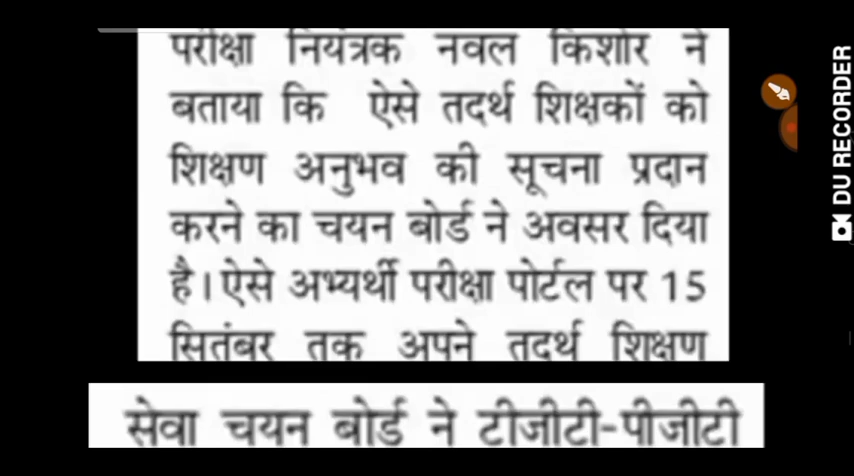 परीक्षा नियंत्रक नवल किशोर ने
बताया कि ऐसे तदर्थ शिक्षकों को
शिक्षण अनुभव की सूचना प्रदान
करने का चयन बोर्ड ने अवसर दिया
है। ऐसे अभ्यर्थी परीक्षा पोर्टल पर 15
सितंबर तक अपने तदर्थ शिक्षण
सेवा चयन बोर्ड ने टीजीटी-पीजीटी
DU RECORDER